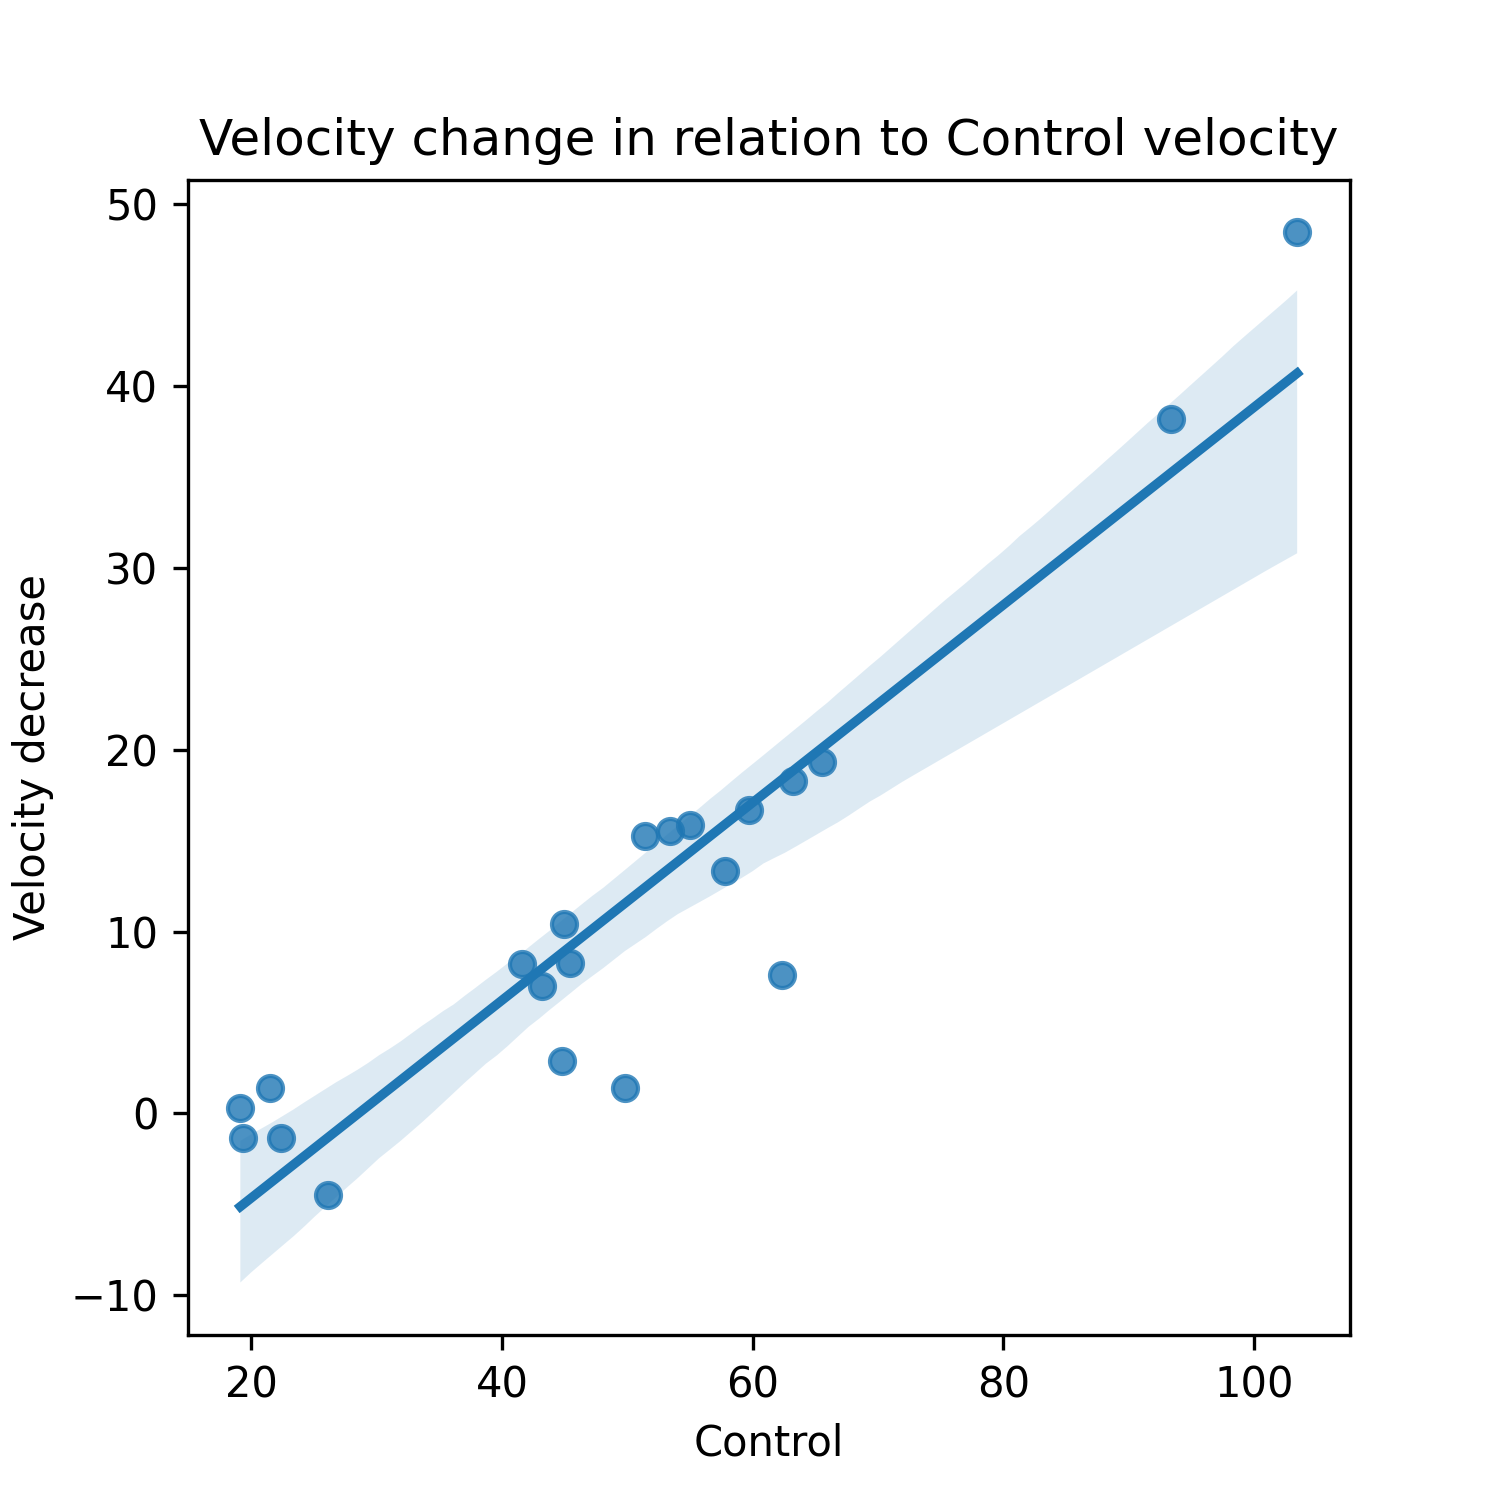 Velocity change in relation to Control velocity
50
40
30
20
10
0
−10
Velocity decrease
20 40 60 80 100
Control